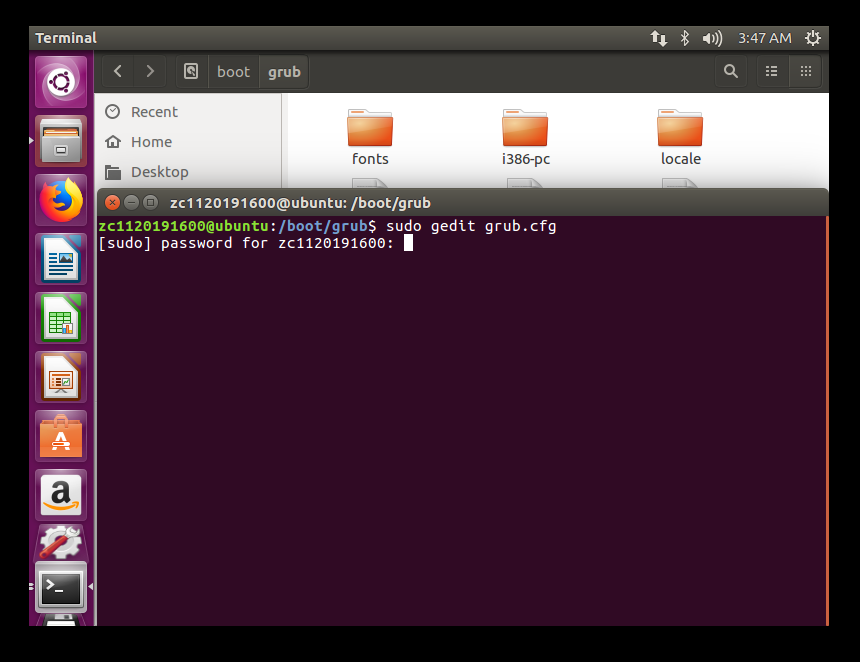 Terminal
3:47 AM
boot grub
Recent
Home
Desktop
fonts i386-pc locale
zc1120191600@ubuntu: /boot/grub
zc1120191600@ubuntu:/boot/grub$ sudo gedit grub.cfg
[sudo] password for zc1120191600: